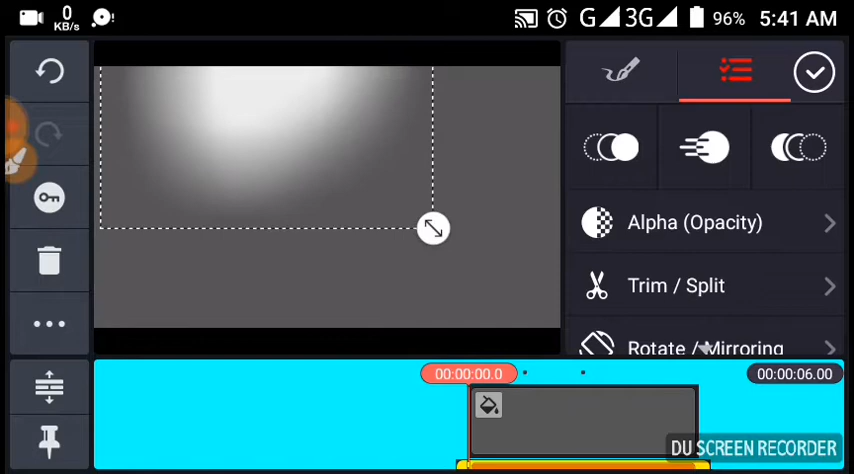 0
KB/s
G 3G 96% 5:41 AM
Alpha (Opacity)
Trim / Split
Rotate / Mirroring
00:00:00.0
00:00:06.00
DU SCREEN RECORDER